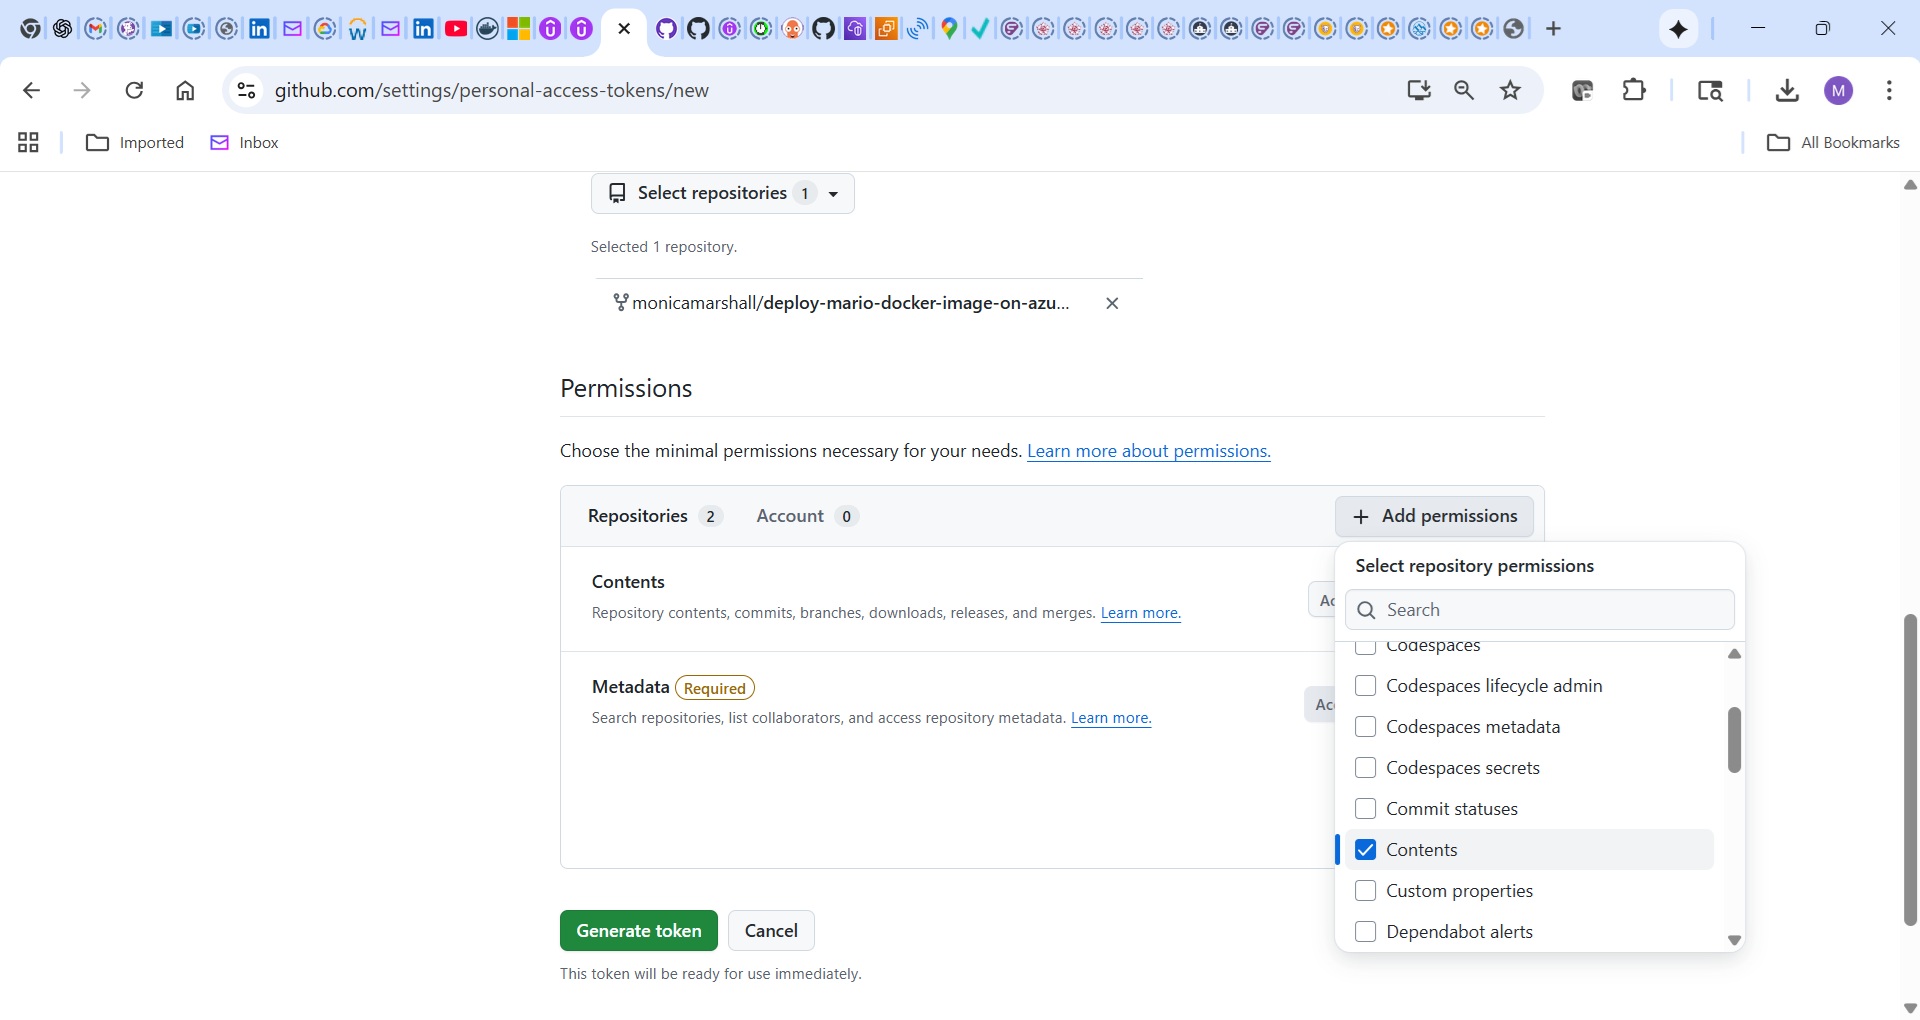 github.com/settings/personal-access-tokens/new
M
Imported
Inbox
All Bookmarks
Select repositories 1
Selected 1 repository.
monicamarshall/deploy-mario-docker-image-on-azu...
Permissions
Choose the minimal permissions necessary for your needs. Learn more about permissions.
Repositories 2 Account 0
Add permissions
Select repository permissions
Contents
Repository contents, commits, branches, downloads, releases, and merges. Learn more.
Ac
Search
Codespaces
Codespaces lifecycle admin
Metadata Required
Search repositories, list collaborators, and access repository metadata. Learn more.
Ac
Codespaces metadata
Codespaces secrets
Commit statuses
Contents
Custom properties
Dependabot alerts
Generate token Cancel
This token will be ready for use immediately.